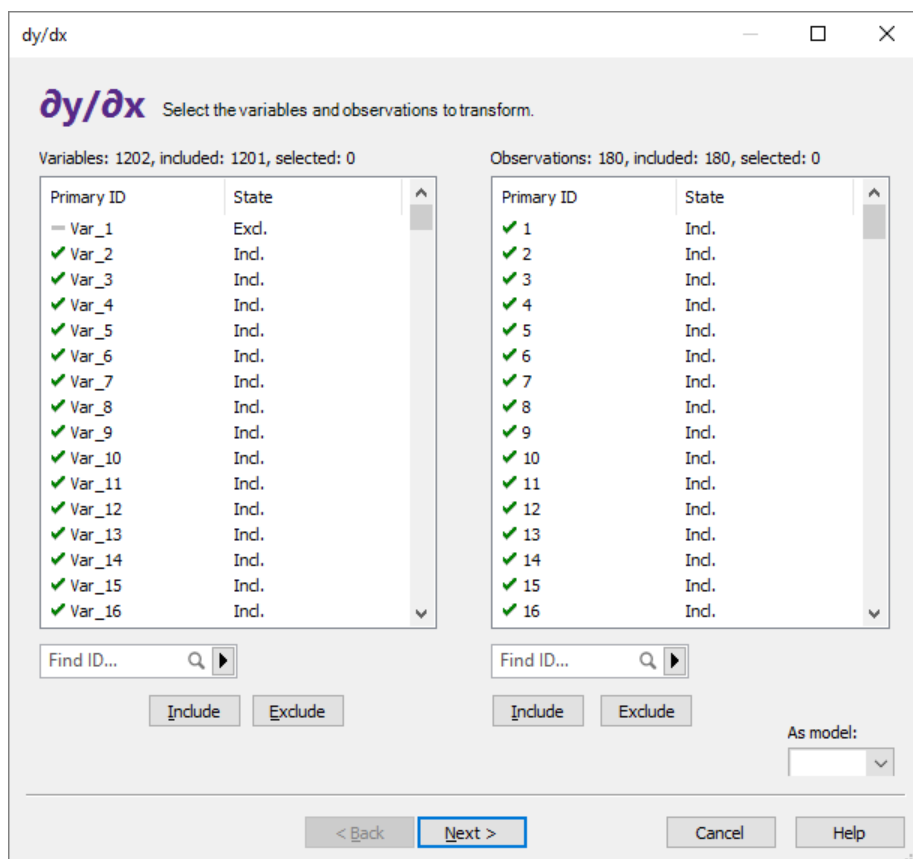 dy/dx
∂y/∂x Select the variables and observations to transform.
Variables: 1202, included: 1201, selected: 0
Primary ID State
Var_1 Excl.
Var_2 Incl.
Var_3 Incl.
Var_4 Incl.
Var_5 Incl.
Var_6 Incl.
Var_7 Incl.
Var_8 Incl.
Var_9 Incl.
Var_10 Incl.
Var_11 Incl.
Var_12 Incl.
Var_13 Incl.
Var_14 Incl.
Var_15 Incl.
Var_16 Incl.
Find ID...
Include Exclude
Observations: 180, included: 180, selected: 0
Primary ID State
1 Incl.
2 Incl.
3 Incl.
4 Incl.
5 Incl.
6 Incl.
7 Incl.
8 Incl.
9 Incl.
10 Incl.
11 Incl.
12 Incl.
13 Incl.
14 Incl.
15 Incl.
16 Incl.
Find ID...
Include Exclude
As model:
< Back Next > Cancel Help